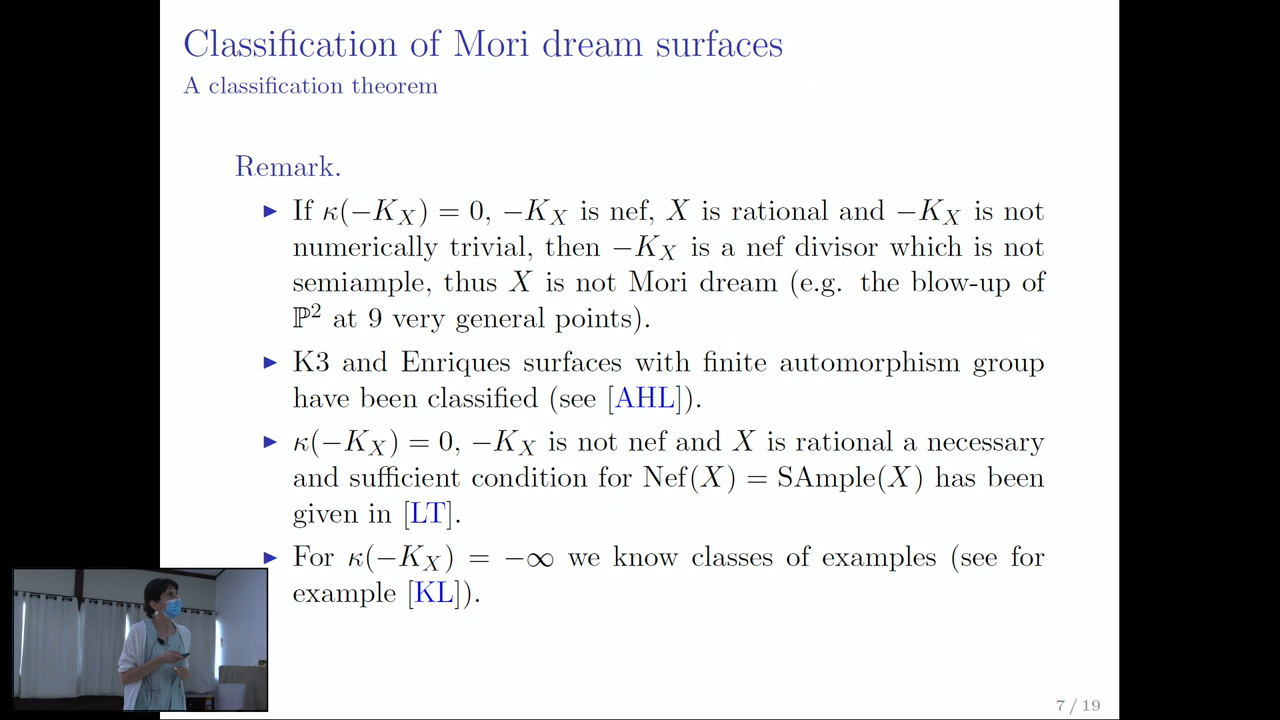 Classification of Mori dream surfaces
A classification theorem
Remark.
▶ If κ(−K_X) = 0, −K_X is nef, X is rational and −K_X is not
numerically trivial, then −K_X is a nef divisor which is not
semiample, thus X is not Mori dream (e.g. the blow-up of
ℙ² at 9 very general points).
▶ K3 and Enriques surfaces with finite automorphism group
have been classified (see [AHL]).
▶ κ(−K_X) = 0, −K_X is not nef and X is rational a necessary
and sufficient condition for Nef(X) = SAmple(X) has been
given in [LT].
▶ For κ(−K_X) = −∞ we know classes of examples (see for
example [KL]).
7 / 19